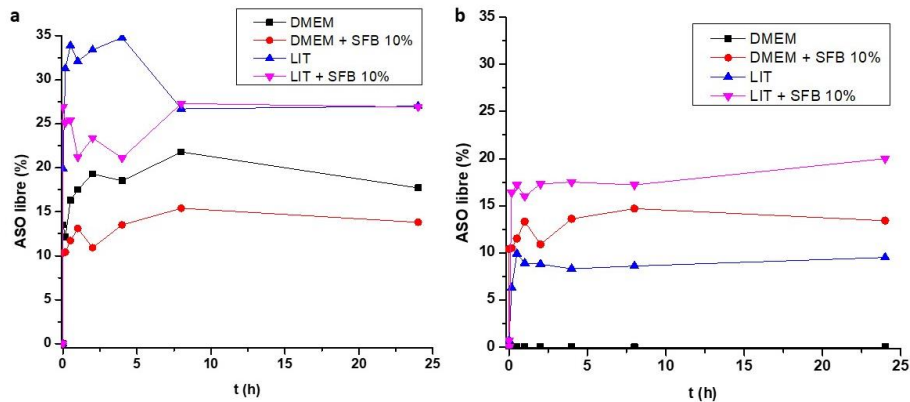 a
DMEM
DMEM + SFB 10%
LIT
LIT + SFB 10%
ASO libre (%)
35
30
25
20
15
10
5
0
0 5 10 15 20 25
t (h)
b
DMEM
DMEM + SFB 10%
LIT
LIT + SFB 10%
ASO libre (%)
35
30
25
20
15
10
5
0
0 5 10 15 20 25
t (h)